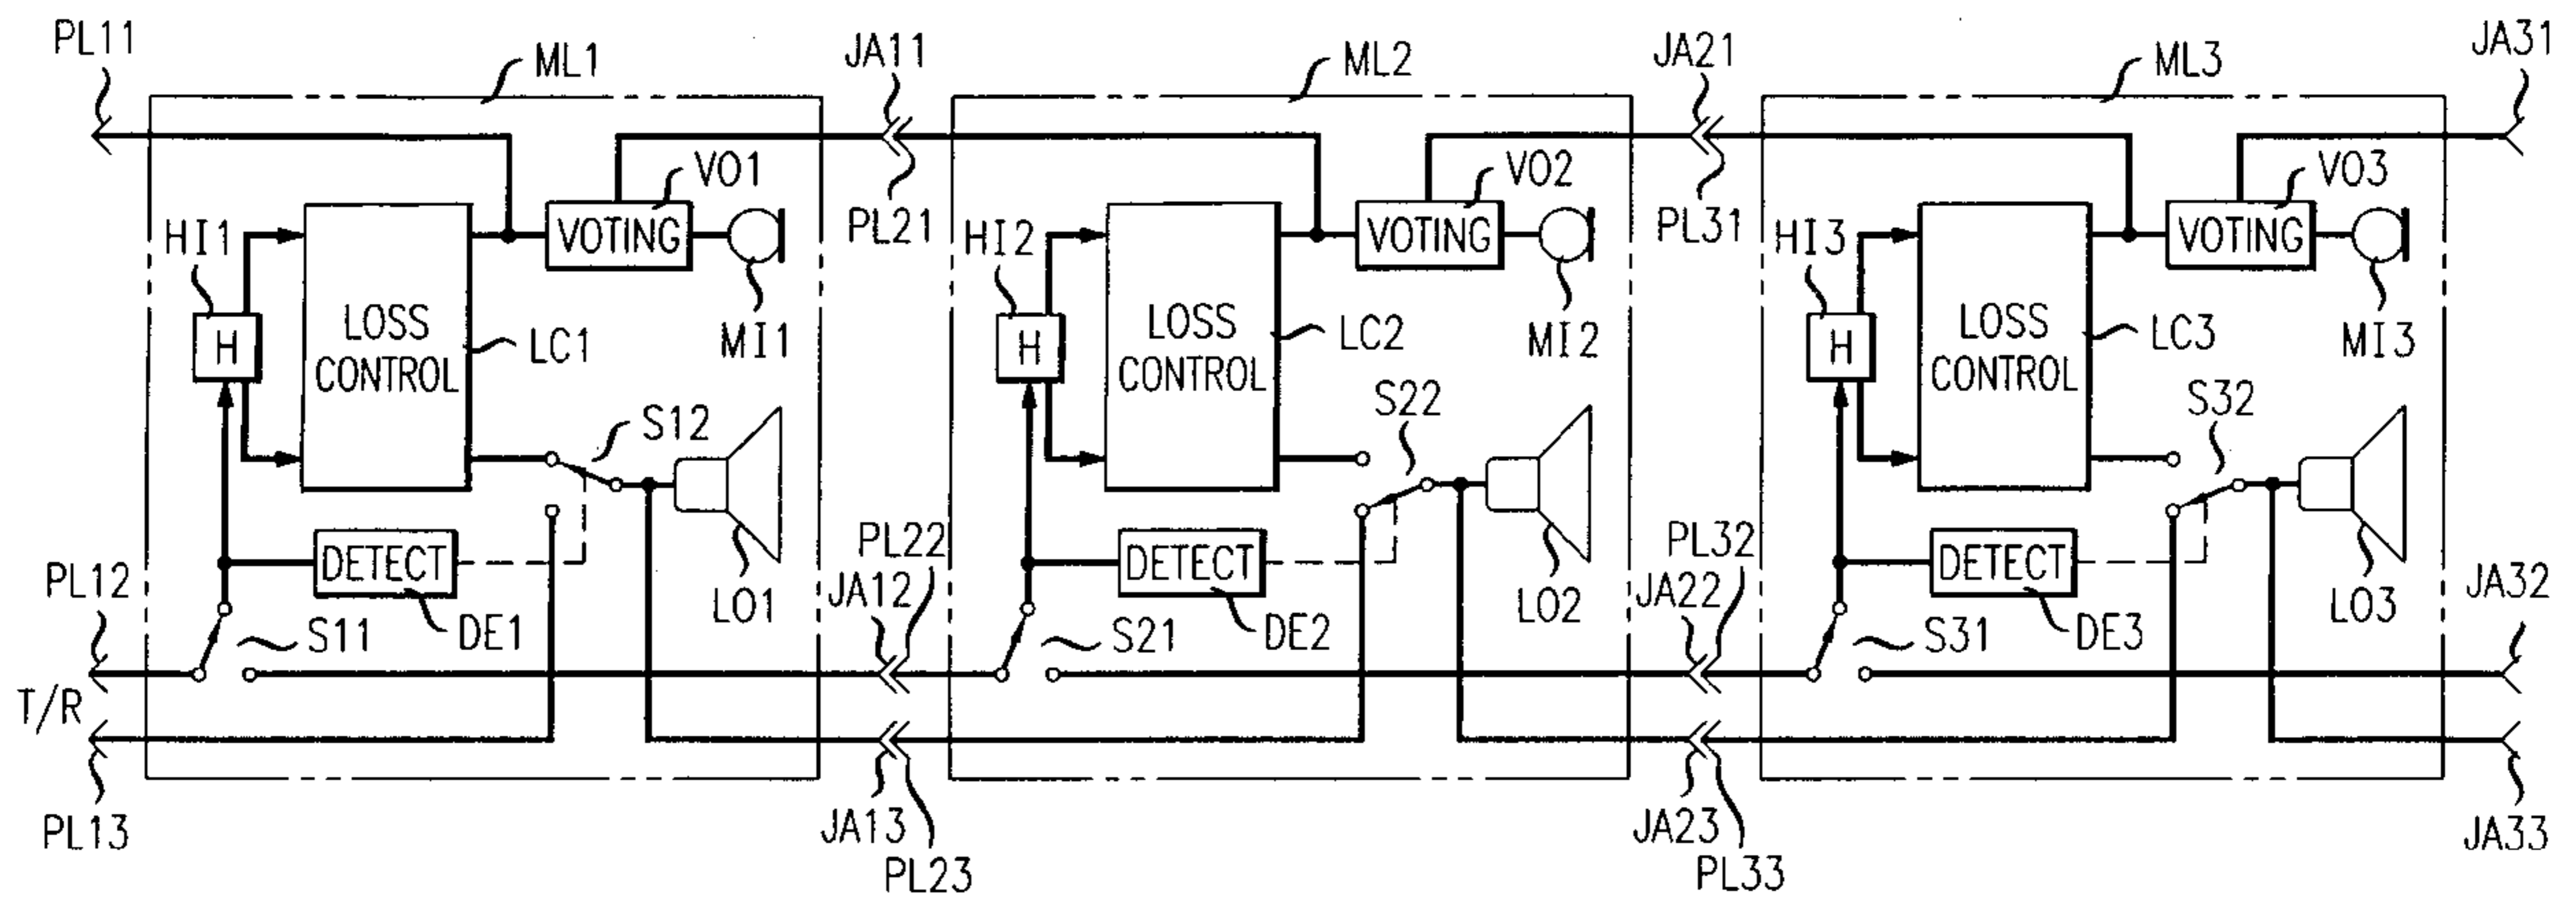 PL11
ML1
JA11
ML2
JA21
ML3
JA31
VO1
VO2
VO3
PL21
PL31
HI1
HI2
HI3
VOTING
VOTING
VOTING
H
H
H
LOSS CONTROL
LOSS CONTROL
LOSS CONTROL
LC1
LC2
LC3
MI1
MI2
MI3
S12
S22
S32
DETECT
DETECT
DETECT
PL12
PL22
JA12
PL32
JA22
JA32
LO1
LO2
LO3
S11
DE1
S21
DE2
S31
DE3
T/R
PL13
JA13
PL23
JA23
PL33
JA33